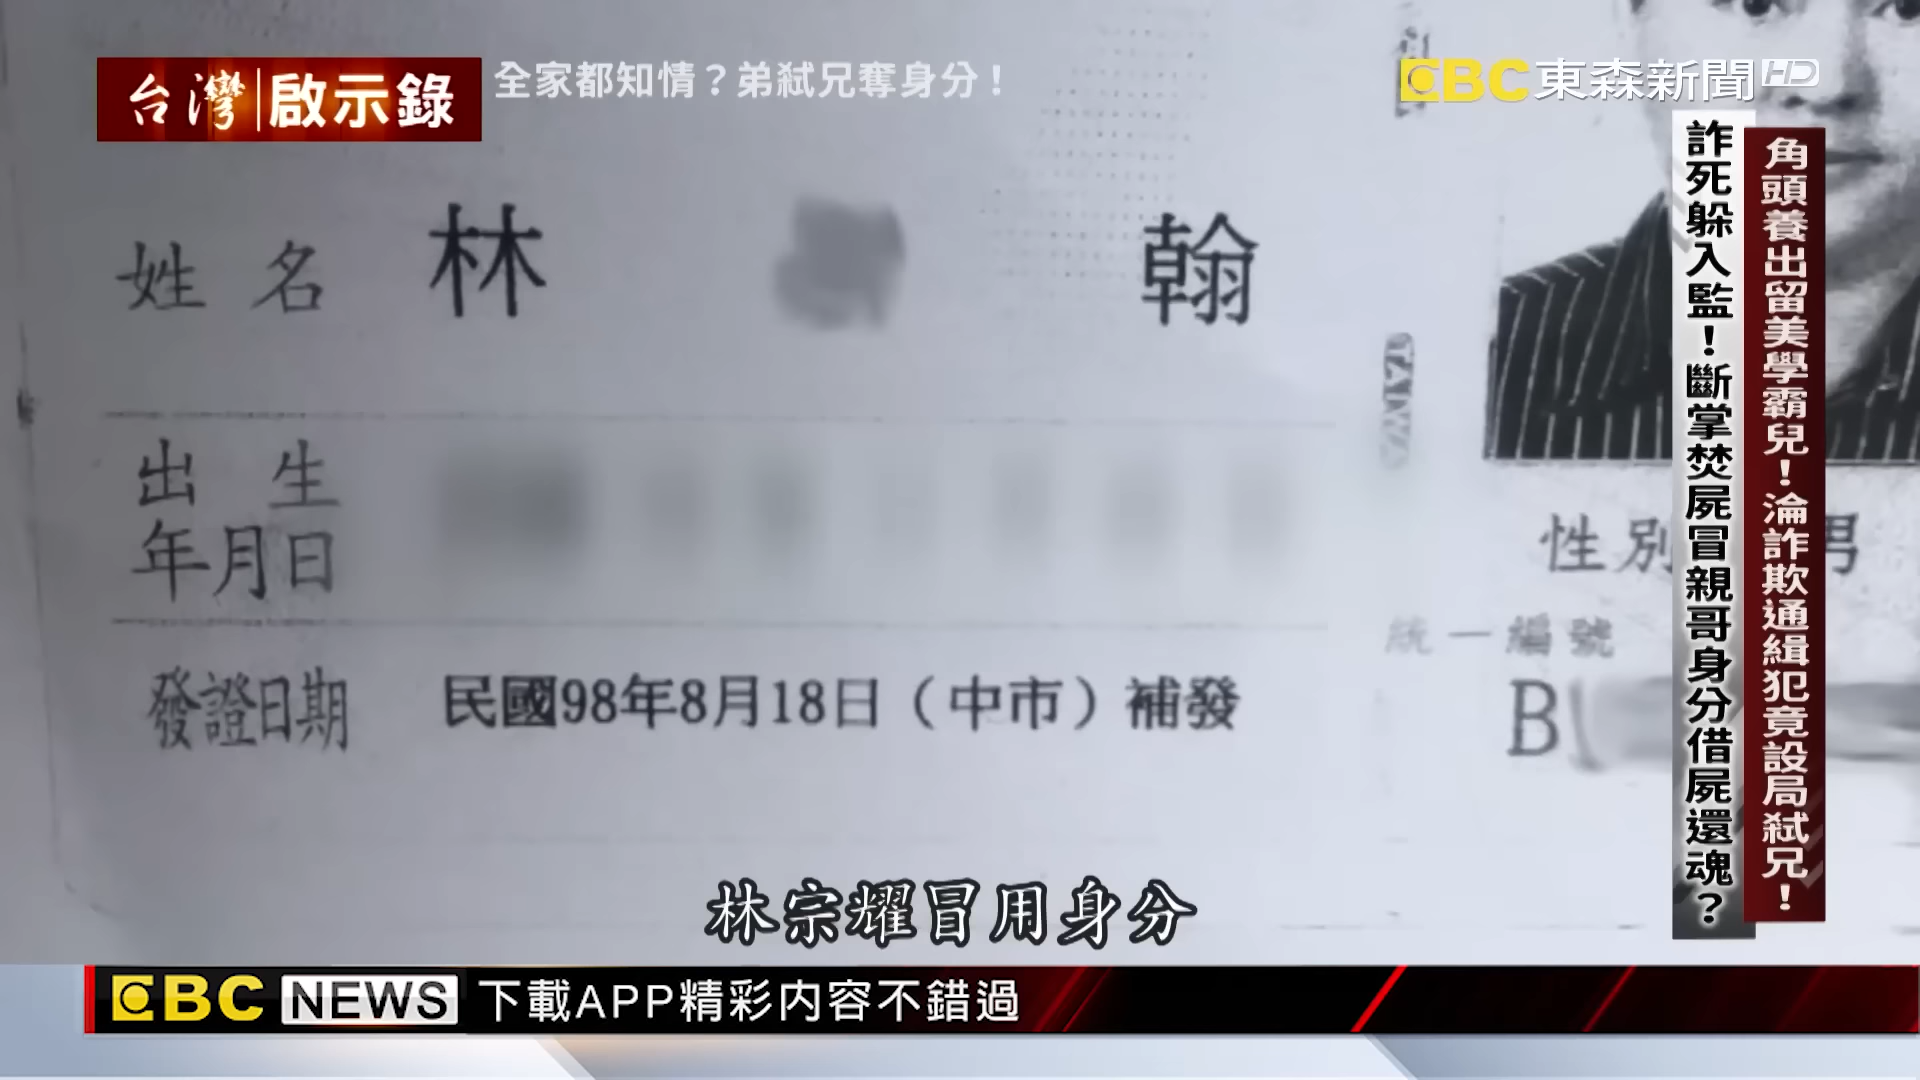 台灣|啟示錄
全家都知情？弟弒兄奪身分！
EBC東森新聞HD
角頭養出留美學霸兒！淪詐欺通緝犯竟設局弒兄！
詐死躲入監！斷掌焚屍冒親哥身分借屍還魂？
姓名 林 翰
TAIWAN
出生
年月日
性別 男
統一編號
B
發證日期 民國98年8月18日（中市）補發
林宗耀冒用身分
EBC NEWS 下載APP精彩內容不錯過